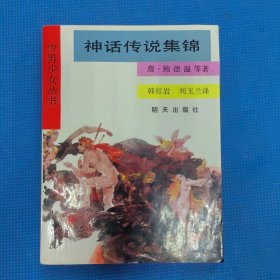 神话传说集锦
詹·鲍德温等著
韩红岩 刘玉兰译
明天出版社
少男少女丛书